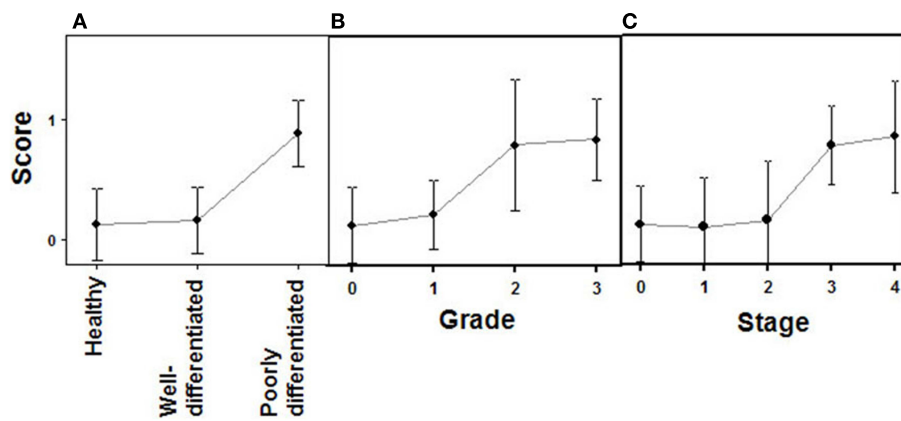 A
B
C
Score
1
0
Healthy
Well-
differentiated
Poorly
differentiated
0 1 2 3
Grade
0 1 2 3 4
Stage